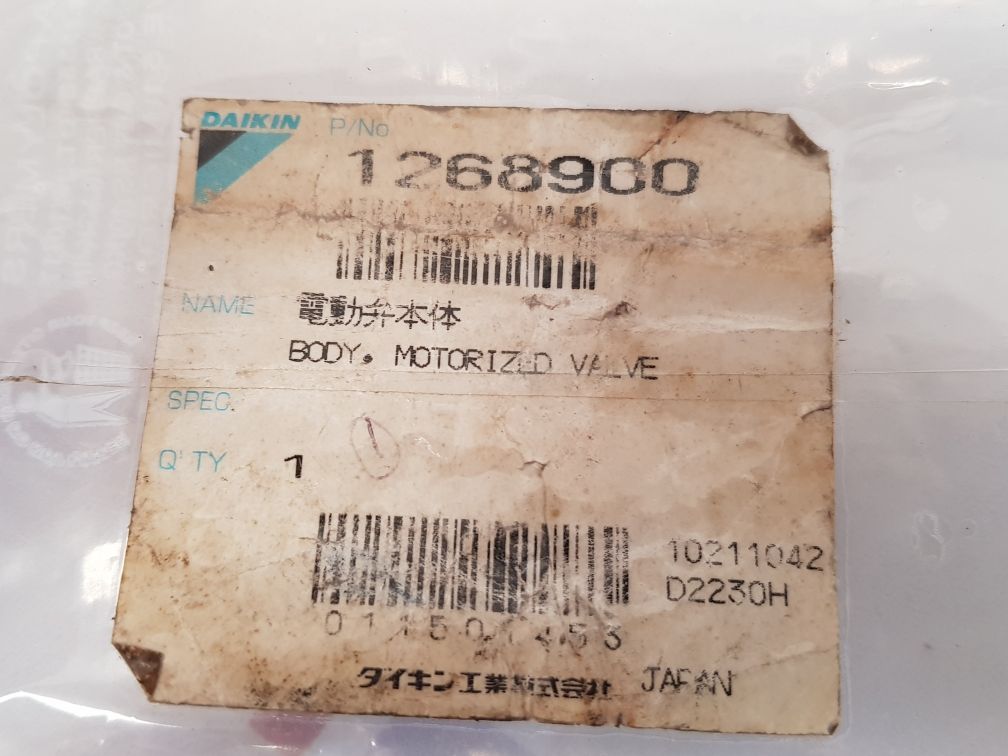 DAIKIN P/No
1268900
NAME 電動弁本体
BODY, MOTORIZED VALVE
SPEC.
Q'TY 1
10211042
D2230H
ダイキン工業株式会社 JAPAN